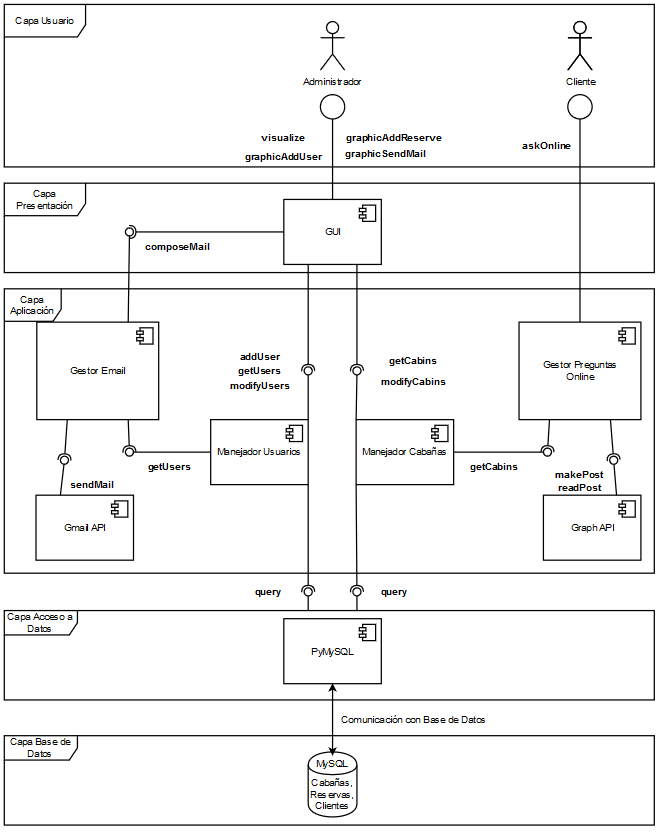 Capa Usuario
Administrador
Cliente
visualize
graphicAddReserve
graphicAddUser
graphicSendMail
askOnline
Capa
Presentación
GUI
composeMail
Capa
Aplicación
Gestor Email
Gestor Preguntas
Online
addUser
getUsers
modifyUsers
getCabins
modifyCabins
Manejador Usuarios
Manejador Cabañas
getUsers
getCabins
sendMail
makePost
readPost
Gmail API
Graph API
query
query
Capa Acceso a
Datos
PyMySQL
Comunicación con Base de Datos
Capa Base de
Datos
MySQL
Cabañas,
Reservas,
Clientes